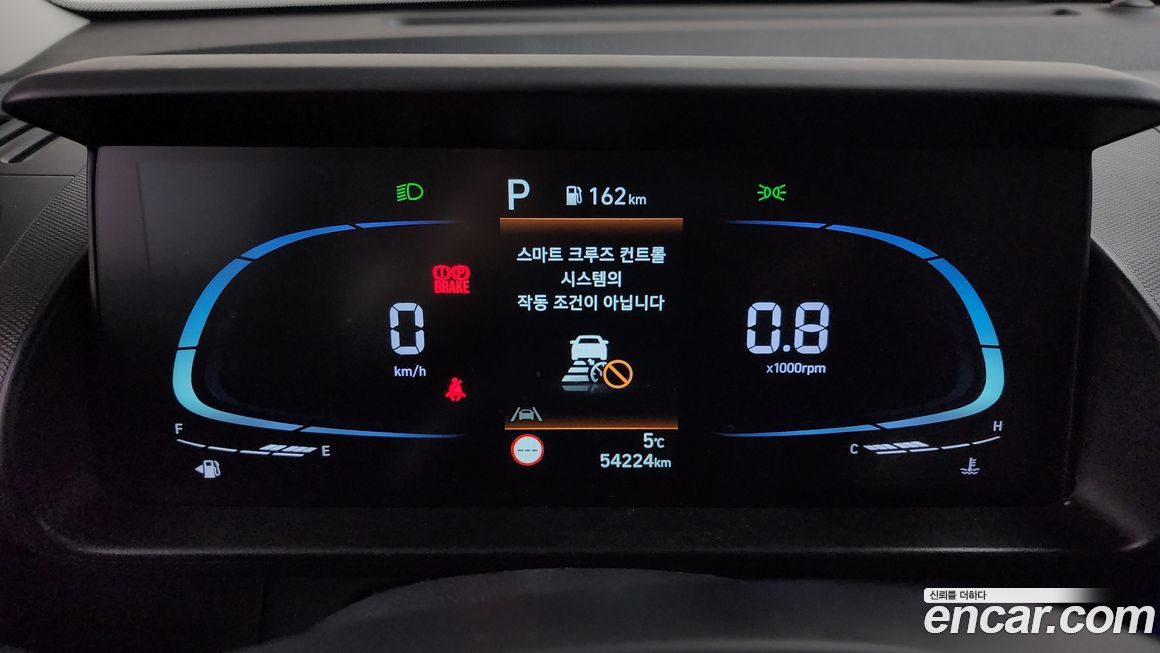 P 162 km
스마트 크루즈 컨트롤
시스템의
작동 조건이 아닙니다
P
BRAKE
0
km/h
0.8
x1000rpm
F
E
---
5℃
54224km
C
H
신뢰를 더하다
encar.com